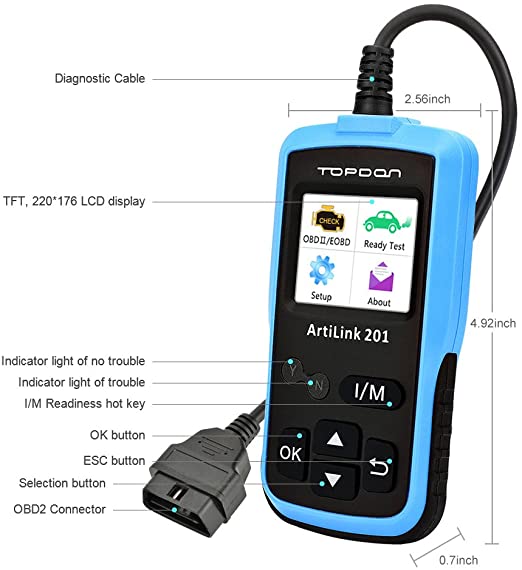 Diagnostic Cable
2.56inch
TOPDON
TFT, 220*176 LCD display
CHECK
OBDII/EOBD
Ready Test
Setup
About
4.92inch
ArtiLink 201
Indicator light of no trouble
Y
Indicator light of trouble
N
I/M Readiness hot key
I/M
OK button
OK
ESC button
Selection button
OBD2 Connector
0.7inch